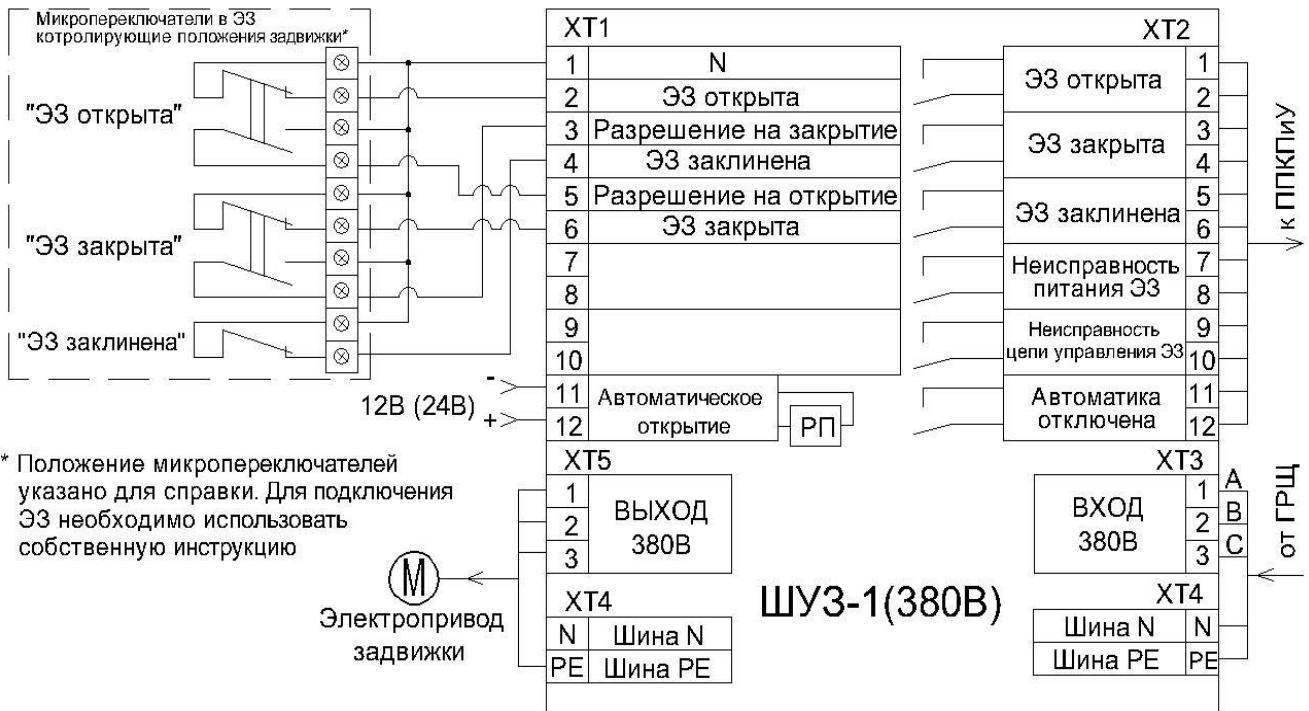 Микропереключатели в ЭЗ
котролирующие положения задвижки*
"ЭЗ открыта"
"ЭЗ закрыта"
"ЭЗ заклинена"
XT1
1 N
2 ЭЗ открыта
3 Разрешение на закрытие
4 ЭЗ заклинена
5 Разрешение на открытие
6 ЭЗ закрыта
7
8
9
10
11 Автоматическое
12 открытие
РП
12В (24В)
-
+
XT2
ЭЗ открыта
1
2
ЭЗ закрыта
3
4
ЭЗ заклинена
5
6
Неисправность
питания ЭЗ
7
8
Неисправность
цепи управления ЭЗ
9
10
Автоматика
отключена
11
12
к ППКПиУ
* Положение микропереключателей
указано для справки. Для подключения
ЭЗ необходимо использовать
собственную инструкцию
XT5
1
2
3
ВЫХОД
380В
M
Электропривод
задвижки
XT4
N Шина N
PE Шина PE
ШУЗ-1(380В)
XT3
ВХОД
380В
1 A
2 B
3 C
от ГРЩ
XT4
Шина N N
Шина PE PE